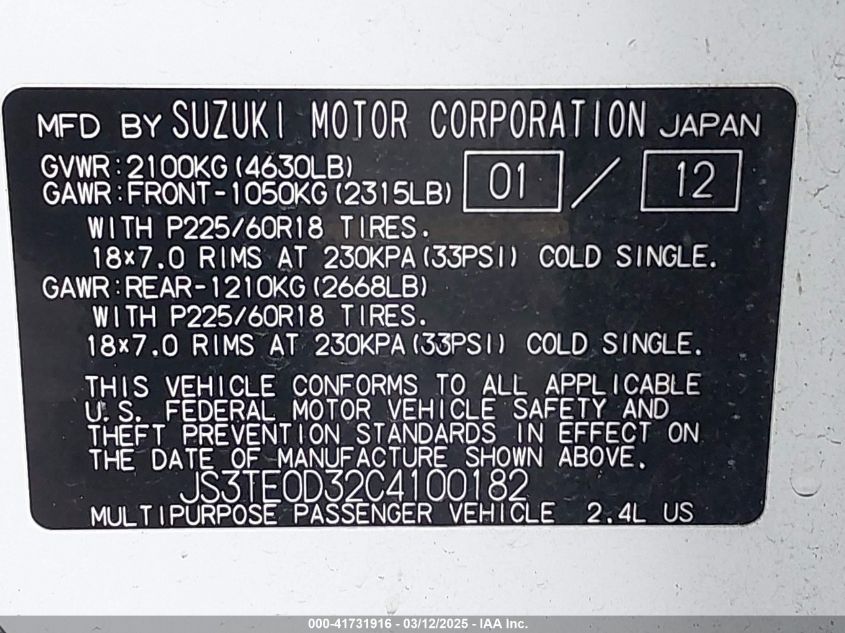 MFD BY SUZUKI MOTOR CORPORATION JAPAN
GVWR:2100KG(4630LB)
GAWR:FRONT-1050KG(2315LB) 01 / 12
WITH P225/60R18 TIRES.
18×7.0 RIMS AT 230KPA(33PSI) COLD SINGLE.
GAWR:REAR-1210KG(2668LB)
WITH P225/60R18 TIRES.
18×7.0 RIMS AT 230KPA(33PSI) COLD SINGLE.
THIS VEHICLE CONFORMS TO ALL APPLICABLE
U.S. FEDERAL MOTOR VEHICLE SAFETY AND
THEFT PREVENTION STANDARDS IN EFFECT ON
THE DATE OF MANUFACTURE SHOWN ABOVE.
JS3TE0D32C4100182
MULTIPURPOSE PASSENGER VEHICLE 2.4L US
000-41731916 - 03/12/2025 - IAA Inc.